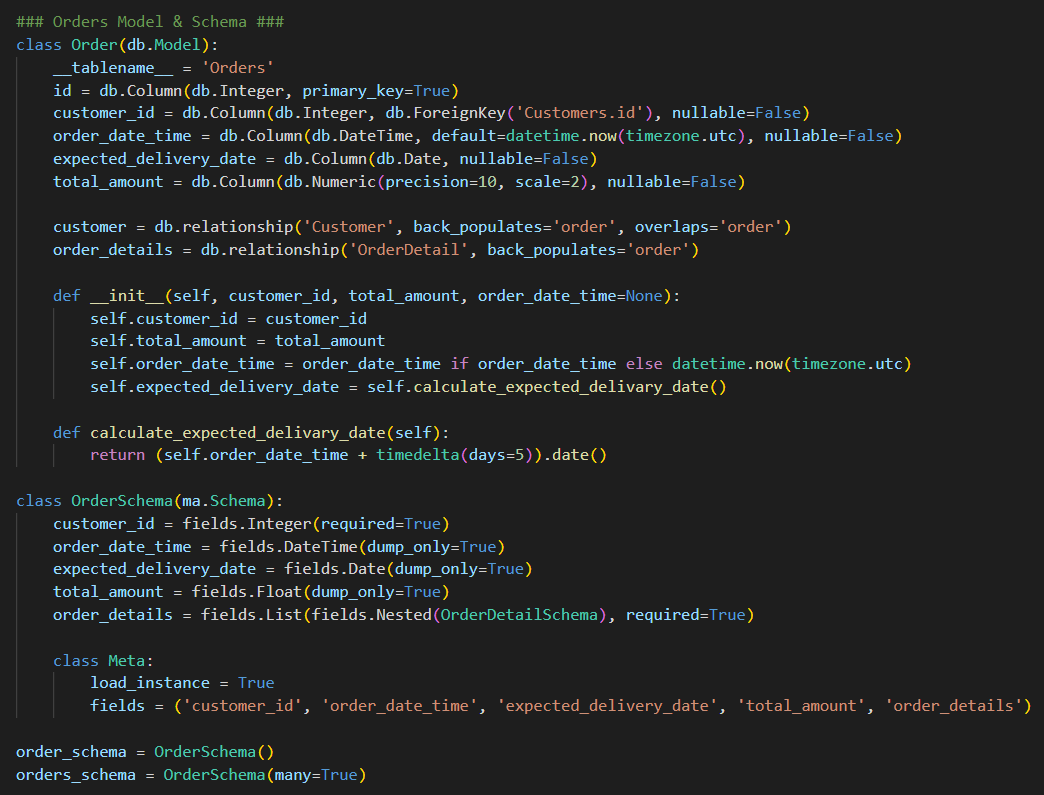 ### Orders Model & Schema ###
class Order(db.Model):
    __tablename__ = 'Orders'
    id = db.Column(db.Integer, primary_key=True)
    customer_id = db.Column(db.Integer, db.ForeignKey('Customers.id'), nullable=False)
    order_date_time = db.Column(db.DateTime, default=datetime.now(timezone.utc), nullable=False)
    expected_delivery_date = db.Column(db.Date, nullable=False)
    total_amount = db.Column(db.Numeric(precision=10, scale=2), nullable=False)

    customer = db.relationship('Customer', back_populates='order', overlaps='order')
    order_details = db.relationship('OrderDetail', back_populates='order')

    def __init__(self, customer_id, total_amount, order_date_time=None):
        self.customer_id = customer_id
        self.total_amount = total_amount
        self.order_date_time = order_date_time if order_date_time else datetime.now(timezone.utc)
        self.expected_delivery_date = self.calculate_expected_delivary_date()

    def calculate_expected_delivary_date(self):
        return (self.order_date_time + timedelta(days=5)).date()

class OrderSchema(ma.Schema):
    customer_id = fields.Integer(required=True)
    order_date_time = fields.DateTime(dump_only=True)
    expected_delivery_date = fields.Date(dump_only=True)
    total_amount = fields.Float(dump_only=True)
    order_details = fields.List(fields.Nested(OrderDetailSchema), required=True)

    class Meta:
        load_instance = True
        fields = ('customer_id', 'order_date_time', 'expected_delivery_date', 'total_amount', 'order_details')

order_schema = OrderSchema()
orders_schema = OrderSchema(many=True)